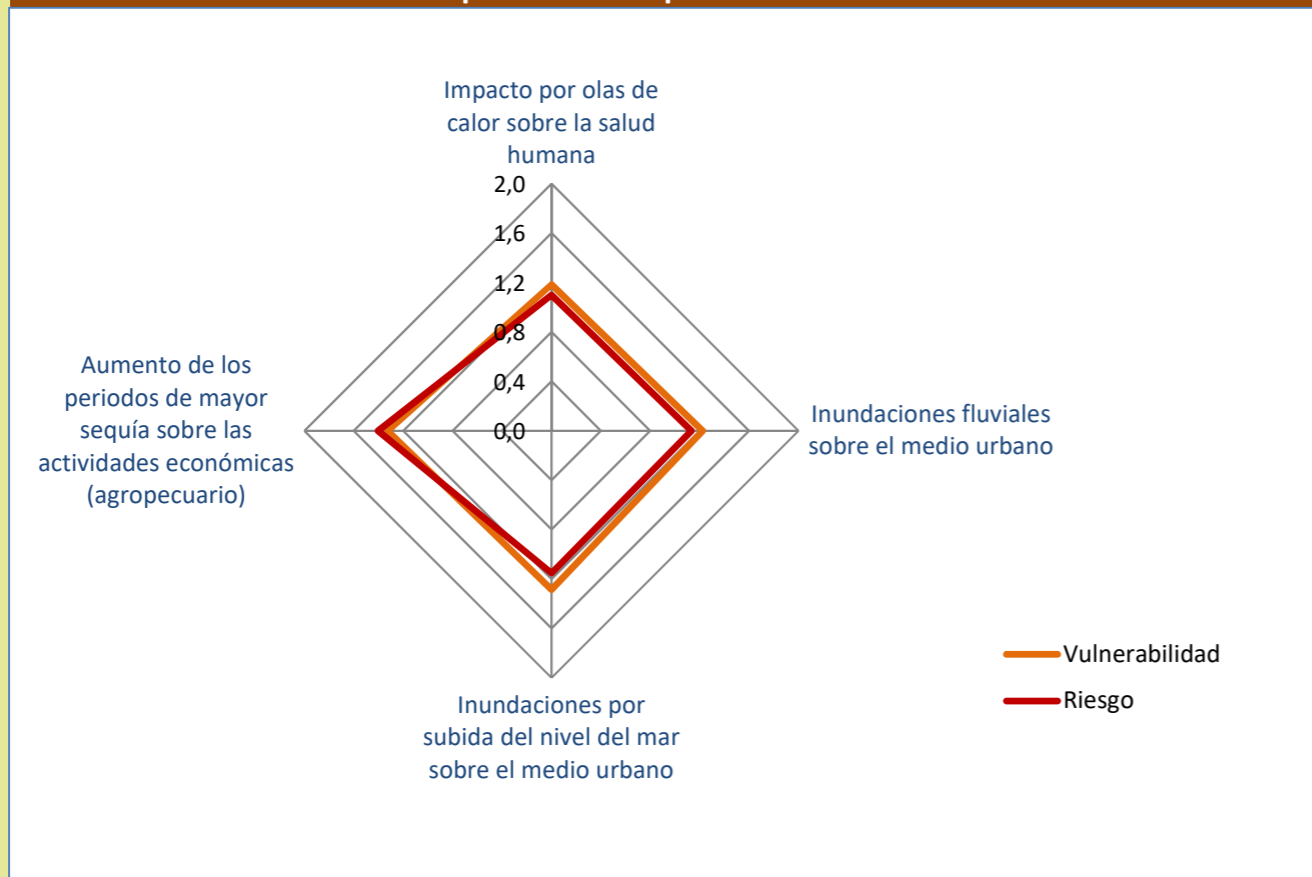 Impacto por olas de
calor sobre la salud
humana
2,0
1,6
1,2
0,8
0,4
0,0
Aumento de los
periodos de mayor
sequía sobre las
actividades económicas
(agropecuario)
Inundaciones fluviales
sobre el medio urbano
Inundaciones por
subida del nivel del mar
sobre el medio urbano
Vulnerabilidad
Riesgo